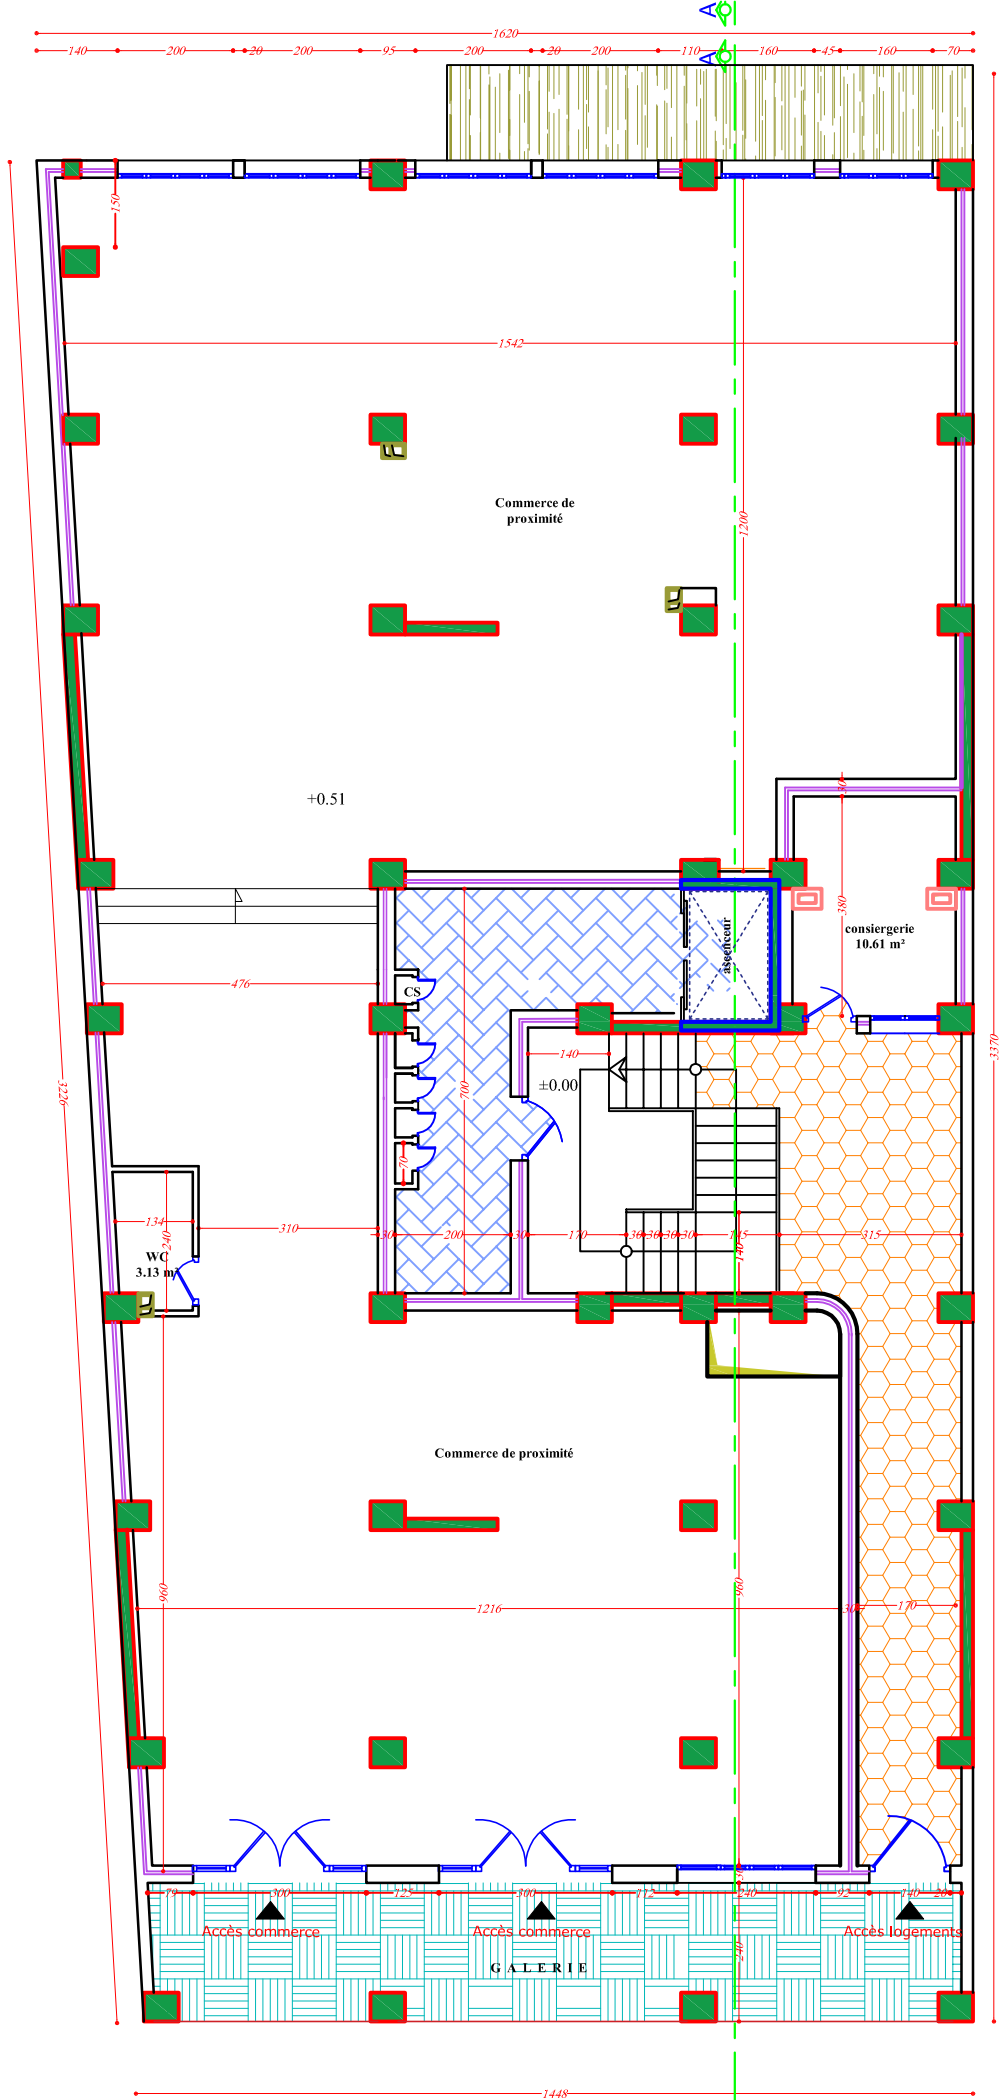 A
1620
140 200 20 200 95 200 20 200 110 160 45 160 70
A
150
1542
Commerce de
proximité
1200
+0.51
30
380
consiergerie
10.61 m²
ascenceur
CS
476
140
±0.00
700
3226
3370
70
134
240
310
30 200 30 170 30 30 30 30 145 315
140
WC
3.13 m²
Commerce de proximité
960
960
1216
30
170
30
79 300 125 300 112 240 92 140 20
Accès commerce
Accès commerce
Accès logements
240
GALERIE
1448